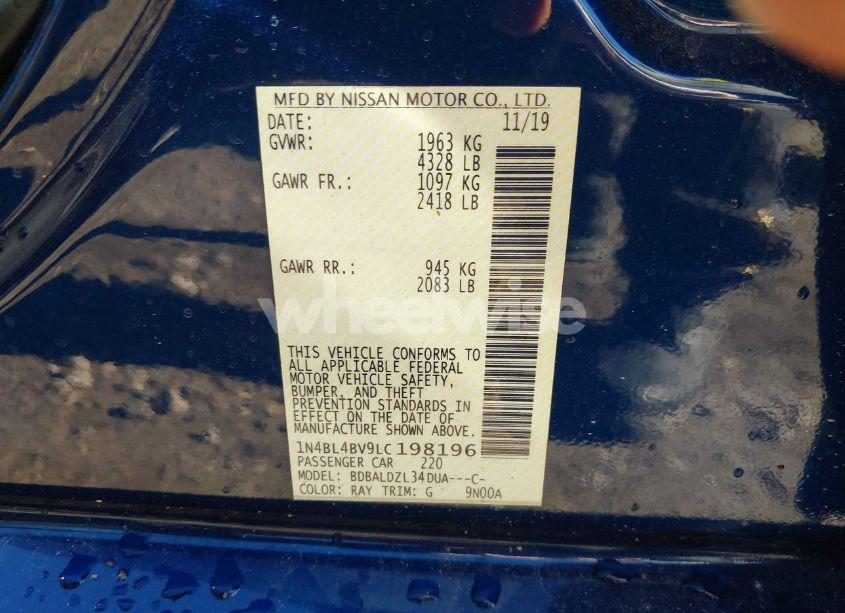 MFD BY NISSAN MOTOR CO., LTD.
DATE: 11/19
GVWR: 1963 KG
4328 LB
GAWR FR.: 1097 KG
2418 LB
GAWR RR.: 945 KG
2083 LB
wheelwise
THIS VEHICLE CONFORMS TO
ALL APPLICABLE FEDERAL
MOTOR VEHICLE SAFETY,
BUMPER, AND THEFT
PREVENTION STANDARDS IN
EFFECT ON THE DATE OF
MANUFACTURE SHOWN ABOVE.
1N4BL4BV9LC198196
PASSENGER CAR 220
MODEL: BDBALDZL34DUA---C-
COLOR: RAY TRIM: G 9N00A